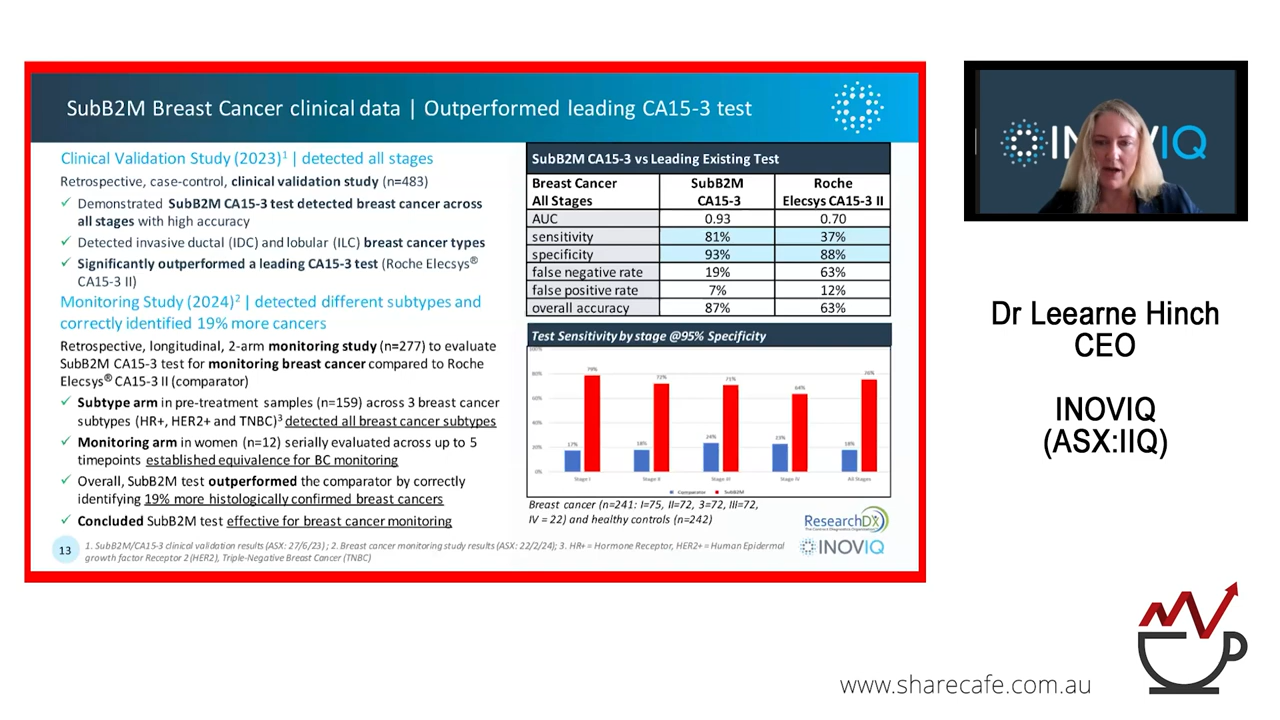 SubB2M Breast Cancer clinical data | Outperformed leading CA15-3 test
Clinical Validation Study (2023)1 | detected all stages
Retrospective, case-control, clinical validation study (n=483)
✓ Demonstrated SubB2M CA15-3 test detected breast cancer across
all stages with high accuracy
✓ Detected invasive ductal (IDC) and lobular (ILC) breast cancer types
✓ Significantly outperformed a leading CA15-3 test (Roche Elecsys®
CA15-3 II)
Monitoring Study (2024)2 | detected different subtypes and
correctly identified 19% more cancers
Retrospective, longitudinal, 2-arm monitoring study (n=277) to evaluate
SubB2M CA15-3 test for monitoring breast cancer compared to Roche
Elecsys® CA15-3 II (comparator)
✓ Subtype arm in pre-treatment samples (n=159) across 3 breast cancer
subtypes (HR+, HER2+ and TNBC)3 detected all breast cancer subtypes
✓ Monitoring arm in women (n=12) serially evaluated across up to 5
timepoints established equivalence for BC monitoring
✓ Overall, SubB2M test outperformed the comparator by correctly
identifying 19% more histologically confirmed breast cancers
✓ Concluded SubB2M test effective for breast cancer monitoring
SubB2M CA15-3 vs Leading Existing Test
Breast Cancer All Stages | SubB2M CA15-3 | Roche Elecsys CA15-3 II
AUC 0.93 0.70
sensitivity 81% 37%
specificity 93% 88%
false negative rate 19% 63%
false positive rate 7% 12%
overall accuracy 87% 63%
Test Sensitivity by stage @95% Specificity
100%
80%
60%
40%
20%
0%
17% 79% 18% 72% 24% 71% 23% 64% 18% 76%
Stage I Stage II Stage III Stage IV All Stages
Comparator SubB2M
Breast cancer (n=241: I=75, II=72, 3=72, III=72,
IV = 22) and healthy controls (n=242)
ResearchDX
INOVIQ
13
1. SubB2M/CA15-3 clinical validation results (ASX: 27/6/23) ; 2. Breast cancer monitoring study results (ASX: 22/2/24); 3. HR+ = Hormone Receptor, HER2+ = Human Epidermal
growth factor Receptor 2 (HER2), Triple-Negative Breast Cancer (TNBC)
INOVIQ
Dr Leearne Hinch
CEO
INOVIQ
(ASX:IIQ)
www.sharecafe.com.au